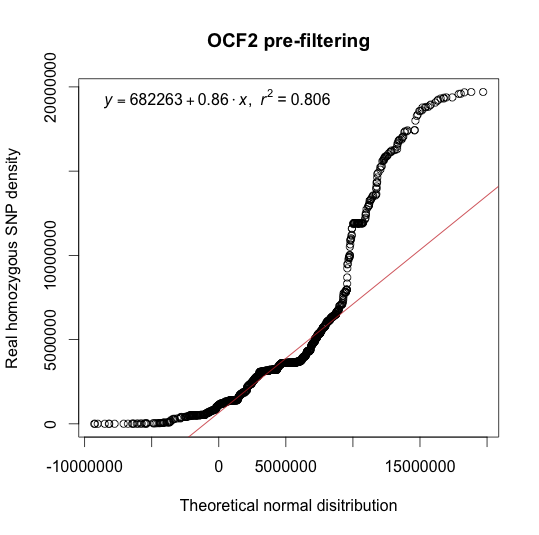 OCF2 pre-filtering
y = 682263 + 0.86 · x, r² = 0.806
Real homozygous SNP density
20000000
10000000
5000000
0
-10000000 0 5000000 15000000
Theoretical normal disitribution